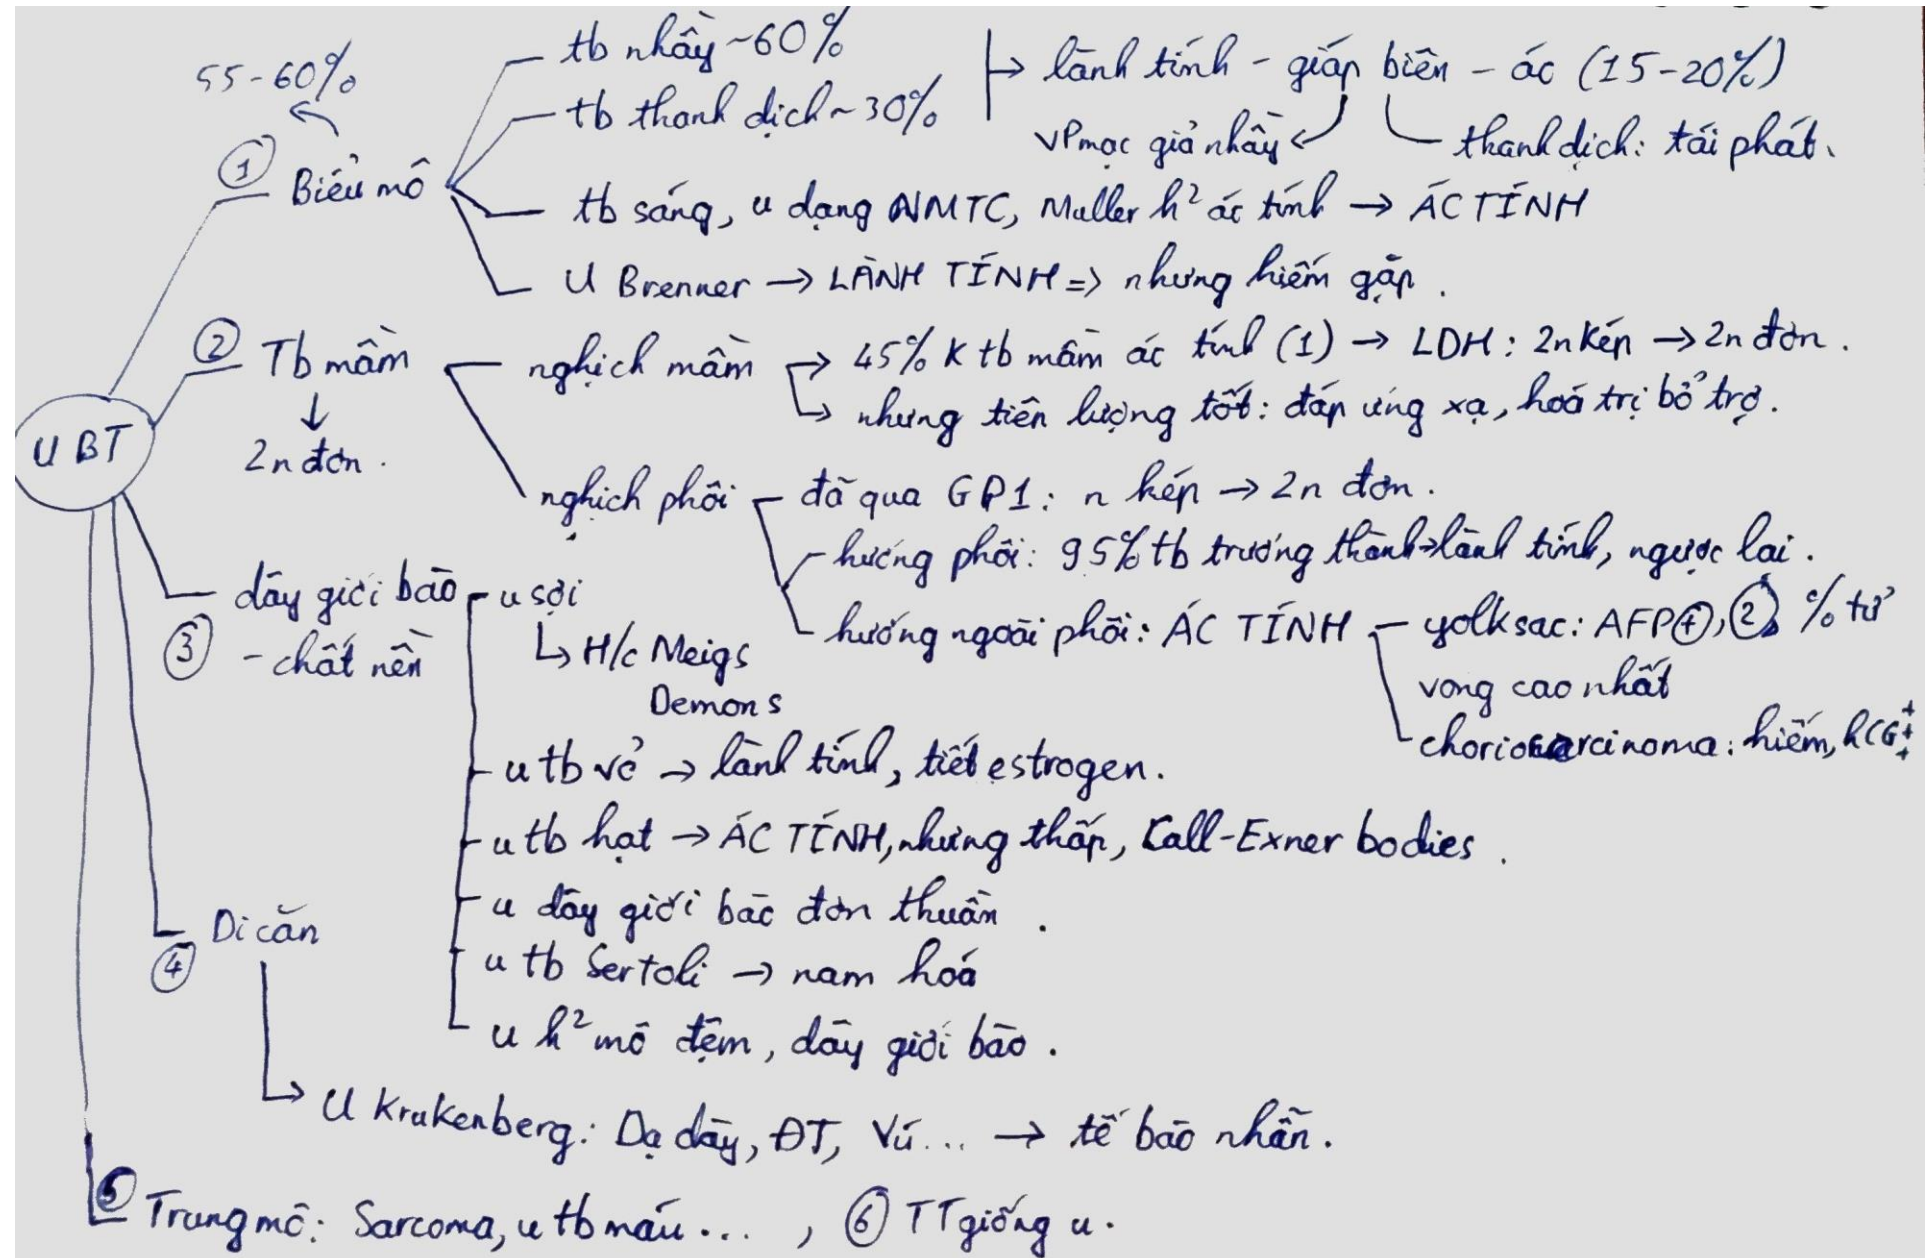 55-60%
① Biểu mô
tb nhầy ~60%
tb thanh dịch ~ 30%
→ lành tính - giáp biên - ác (15-20%)
VPmạc giả nhầy
thanh dịch: tái phát.
tb sáng, u dạng NMTC, Muller h² ác tính → ÁC TÍNH
U Brenner → LÀNH TÍNH => nhưng hiếm gặp.
U BT
② Tb mầm
↓
2n đơn.
nghịch mầm
→ 45% K tb mầm ác tính (1) → LDH: 2n kép → 2n đơn.
→ nhưng tiên lượng tốt: đáp ứng xạ, hoá trị bổ trợ.
nghịch phôi
đã qua GP1: n kép → 2n đơn.
hướng phôi: 95% tb trưởng thành→lành tính, ngược lại.
hướng ngoài phôi: ÁC TÍNH
yolksac: AFP⊕, ② % tử
vong cao nhất
choriocarcinoma: hiếm, hCG++
③ dây giới bào
- chất nền
u sợi
↳ H/c Meigs
Demons
u tb vỏ → lành tính, tiết estrogen.
u tb hạt → ÁC TÍNH, nhưng thấp, Call-Exner bodies.
u dây giới bào đơn thuần.
u tb Sertoli → nam hoá
u h² mô đệm, dây giới bào.
④ Di căn
→ U Krukenberg: Dạ dày, ĐT, Vú... → tế bào nhẫn.
⑤ Trung mô: Sarcoma, u tb máu ... , ⑥ TT giống u.